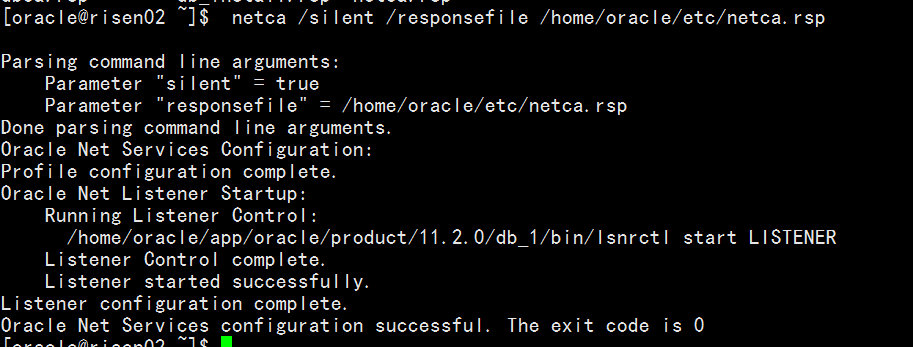 [oracle@risen02 ~]$  netca /silent /responsefile /home/oracle/etc/netca.rsp
Parsing command line arguments:
    Parameter "silent" = true
    Parameter "responsefile" = /home/oracle/etc/netca.rsp
Done parsing command line arguments.
Oracle Net Services Configuration:
Profile configuration complete.
Oracle Net Listener Startup:
    Running Listener Control:
      /home/oracle/app/oracle/product/11.2.0/db_1/bin/lsnrctl start LISTENER
    Listener Control complete.
    Listener started successfully.
Listener configuration complete.
Oracle Net Services configuration successful. The exit code is 0
[oracle@risen02 ~]$